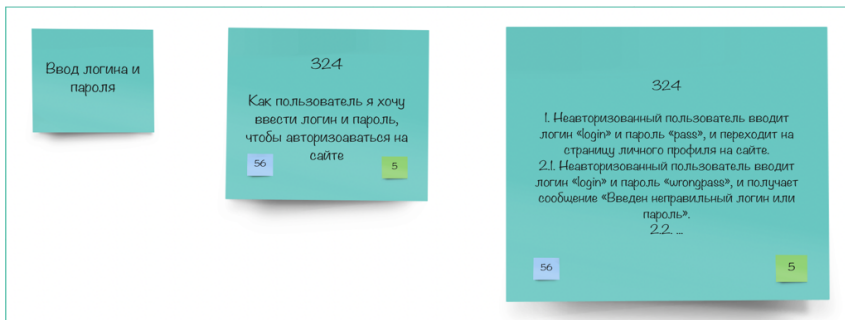 Ввод логина и
пароля
324
Как пользователь я хочу
ввести логин и пароль,
чтобы авторизоаваться на
сайте
56
5
324
1. Неавторизованный пользователь вводит
логин «login» и пароль «pass», и переходит на
страницу личного профиля на сайте.
2.1. Неавторизованный пользователь вводит
логин «login» и пароль «wrongpass», и получает
сообщение «Введен неправильный логин или
пароль».
2.2. ...
56
5